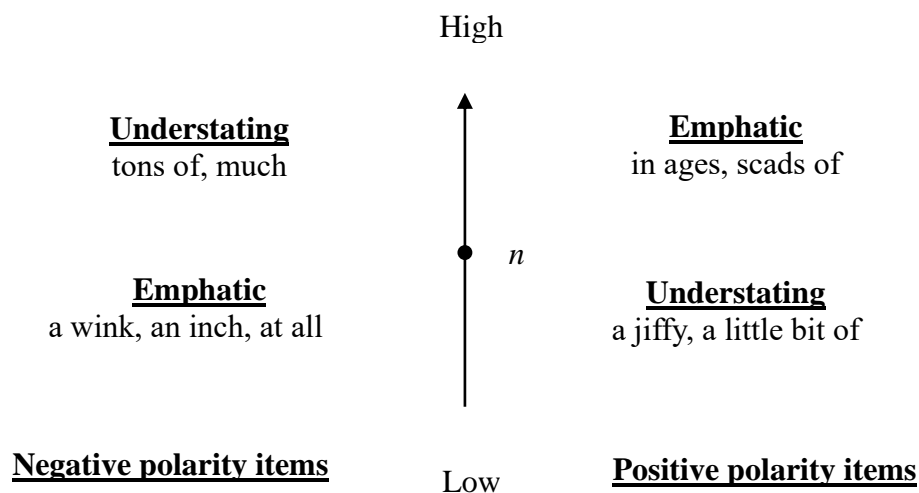 High
Understating
tons of, much
Emphatic
in ages, scads of
n
Emphatic
a wink, an inch, at all
Understating
a jiffy, a little bit of
Negative polarity items
Low
Positive polarity items